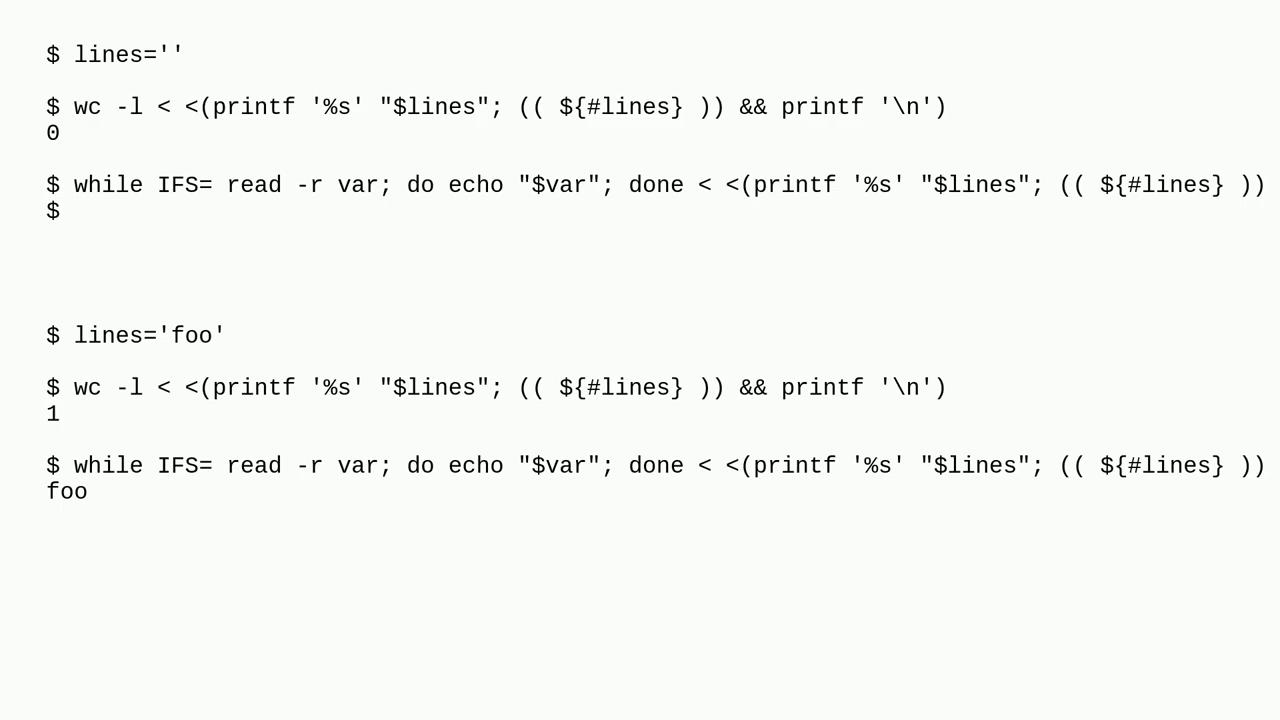 $ lines=''
$ wc -l < <(printf '%s' "$lines"; (( ${#lines} )) && printf '\n')
0
$ while IFS= read -r var; do echo "$var"; done < <(printf '%s' "$lines"; (( ${#lines} ))
$
$ lines='foo'
$ wc -l < <(printf '%s' "$lines"; (( ${#lines} )) && printf '\n')
1
$ while IFS= read -r var; do echo "$var"; done < <(printf '%s' "$lines"; (( ${#lines} ))
foo